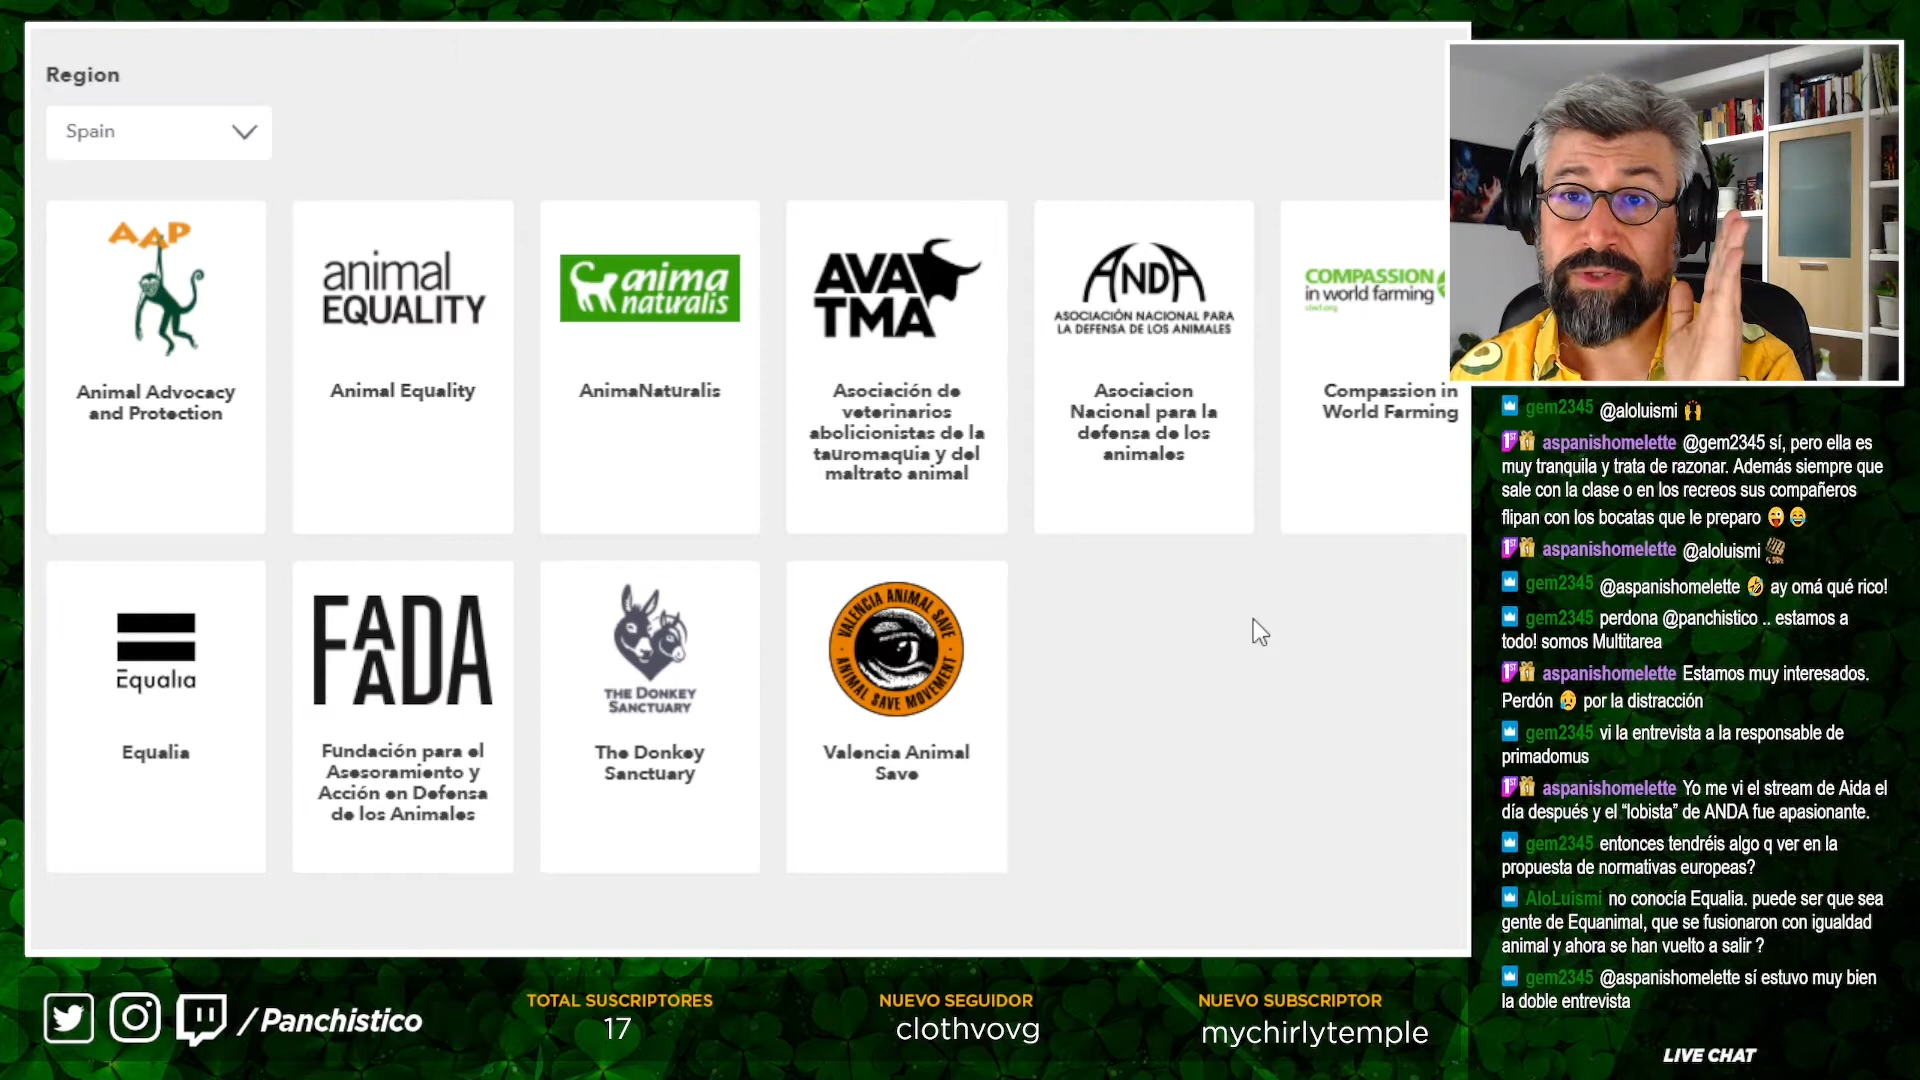 Region
Spain
AAP
Animal Advocacy
and Protection
animal
EQUALITY
Animal Equality
anima
naturalis
AnimaNaturalis
AVA
TMA
Asociación de
veterinarios
abolicionistas de la
tauromaquia y del
maltrato animal
ANDA
ASOCIACIÓN NACIONAL PARA
LA DEFENSA DE LOS ANIMALES
Asociacion
Nacional para la
defensa de los
animales
COMPASSION
in world farming
ciwf.org
Compassion in
World Farming
Equalia
Equalia
FAADA
Fundación para el
Asesoramiento y
Acción en Defensa
de los Animales
THE DONKEY
SANCTUARY
The Donkey
Sanctuary
VALENCIA ANIMAL SAVE
ANIMAL SAVE MOVEMENT
Valencia Animal
Save
gem2345 @aloluismi
aspanishomelette @gem2345 sí, pero ella es
muy tranquila y trata de razonar. Además siempre que
sale con la clase o en los recreos sus compañeros
flipan con los bocatas que le preparo
aspanishomelette @aloluismi
gem2345 @aspanishomelette 🤣 ay omá qué rico!
gem2345 perdona @panchistico .. estamos a
todo! somos Multitarea
aspanishomelette Estamos muy interesados.
Perdón 😥 por la distracción
gem2345 vi la entrevista a la responsable de
primadomus
aspanishomelette Yo me vi el stream de Aida el
día después y el “lobista” de ANDA fue apasionante.
gem2345 entonces tendréis algo q ver en la
propuesta de normativas europeas?
AloLuismi no conocía Equalia. puede ser que sea
gente de Equanimal, que se fusionaron con igualdad
animal y ahora se han vuelto a salir ?
gem2345 @aspanishomelette sí estuvo muy bien
la doble entrevista
LIVE CHAT
/Panchistico
TOTAL SUSCRIPTORES
17
NUEVO SEGUIDOR
clothvovg
NUEVO SUBSCRIPTOR
mychirlytemple